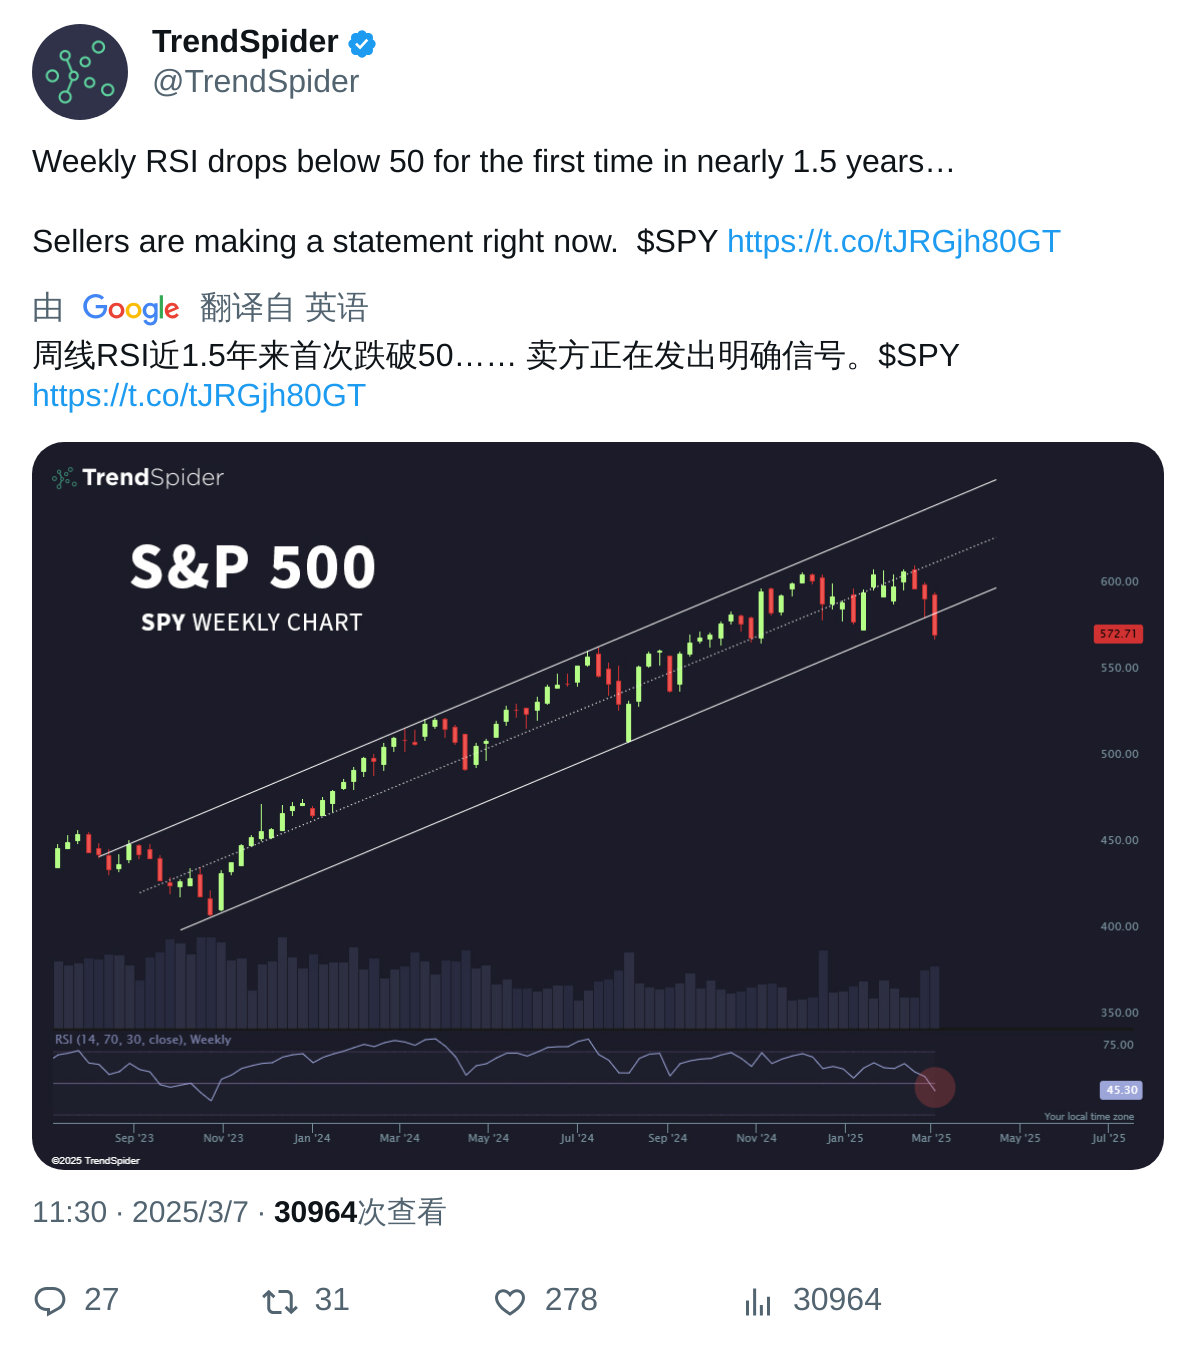 TrendSpider
@TrendSpider
Weekly RSI drops below 50 for the first time in nearly 1.5 years…
Sellers are making a statement right now.  $SPY https://t.co/tJRGjh80GT
由 Google 翻译自 英语
周线RSI近1.5年来首次跌破50…… 卖方正在发出明确信号。$SPY
https://t.co/tJRGjh80GT
TrendSpider
S&P 500
SPY WEEKLY CHART
600.00
572.71
550.00
500.00
450.00
400.00
350.00
RSI (14, 70, 30, close), Weekly
75.00
45.30
Your local time zone
Sep '23 Nov '23 Jan '24 Mar '24 May '24 Jul '24 Sep '24 Nov '24 Jan '25 Mar '25 May '25 Jul '25
©2025 TrendSpider
11:30 · 2025/3/7 · 30964次查看
27 31 278 30964